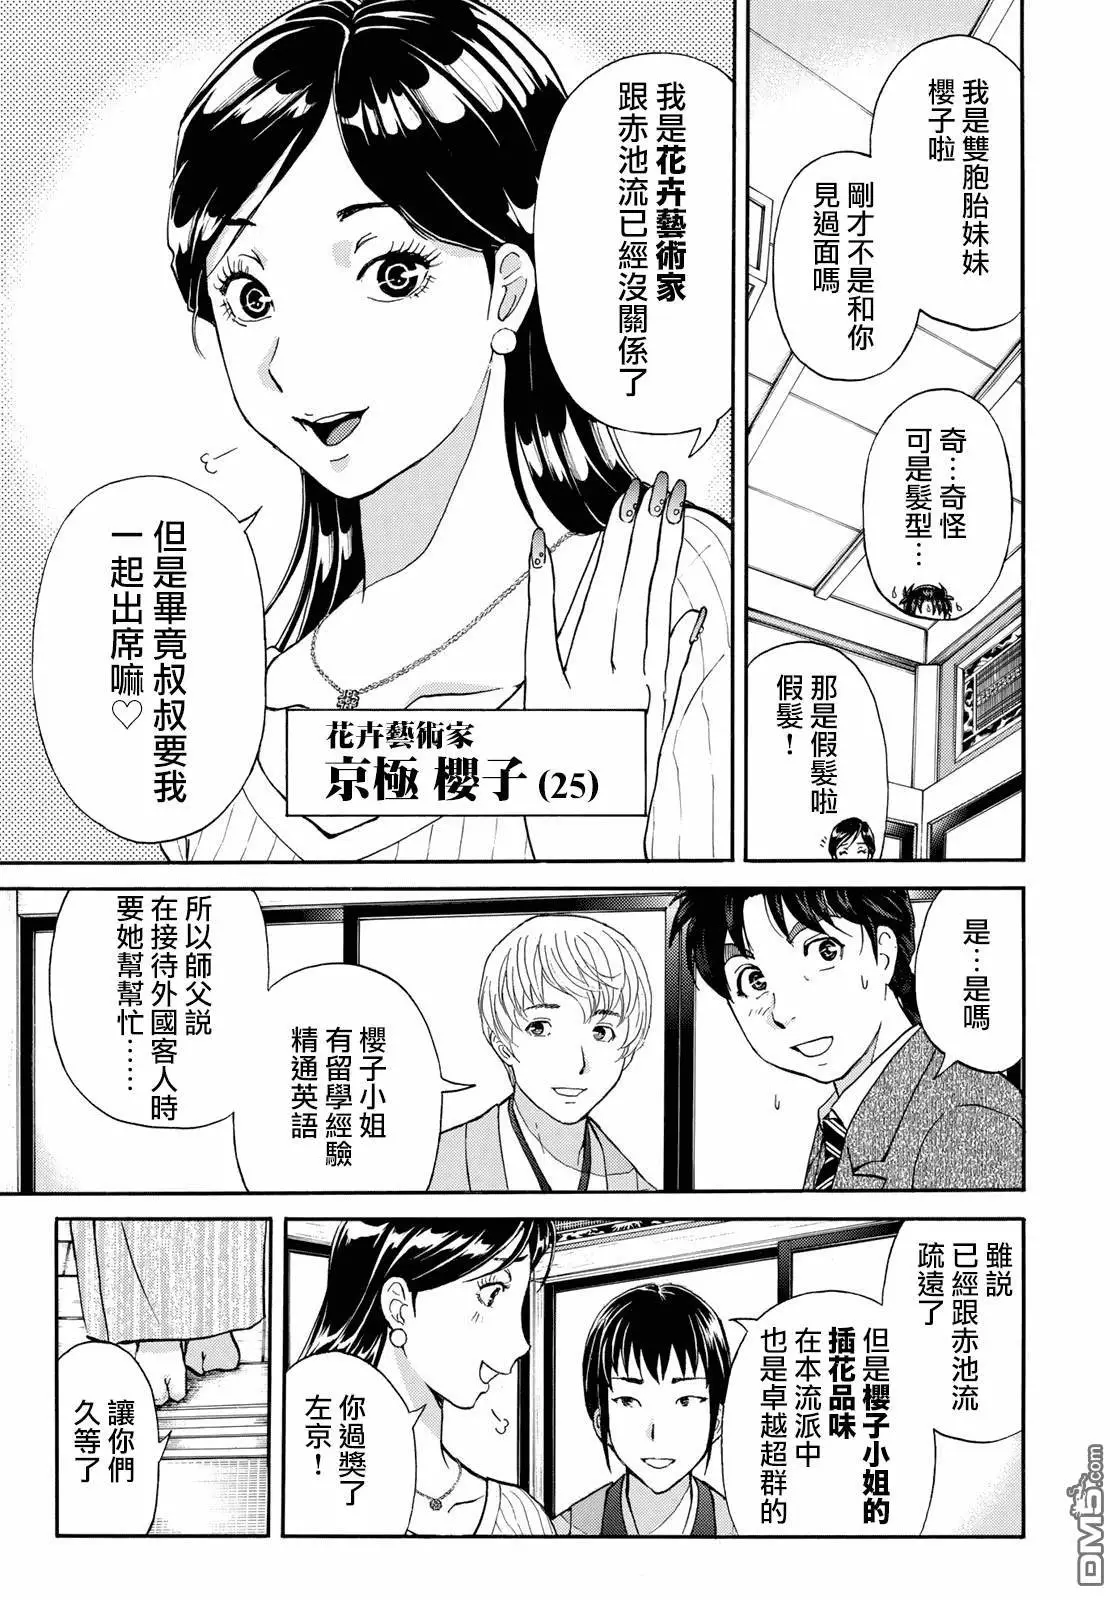 我是雙胞胎妹妹
櫻子啦
剛才不是和你
見過面嗎
奇…奇怪
可是髮型…
那是假髮啦
假髮！
我是花卉藝術家
跟赤池流已經沒關係了
但是畢竟叔叔要我
一起出席嘛♡
花卉藝術家
京極 櫻子(25)
是…是嗎
櫻子小姐
有留學經驗
精通英語
所以師父說
在接待外國客人時
要她幫幫忙……
雖說
已經跟赤池流
疏遠了
但是櫻子小姐的
插花品味
在本流派中
也是卓越超群的
你過獎了
左京！
讓你們
久等了
DM5.com